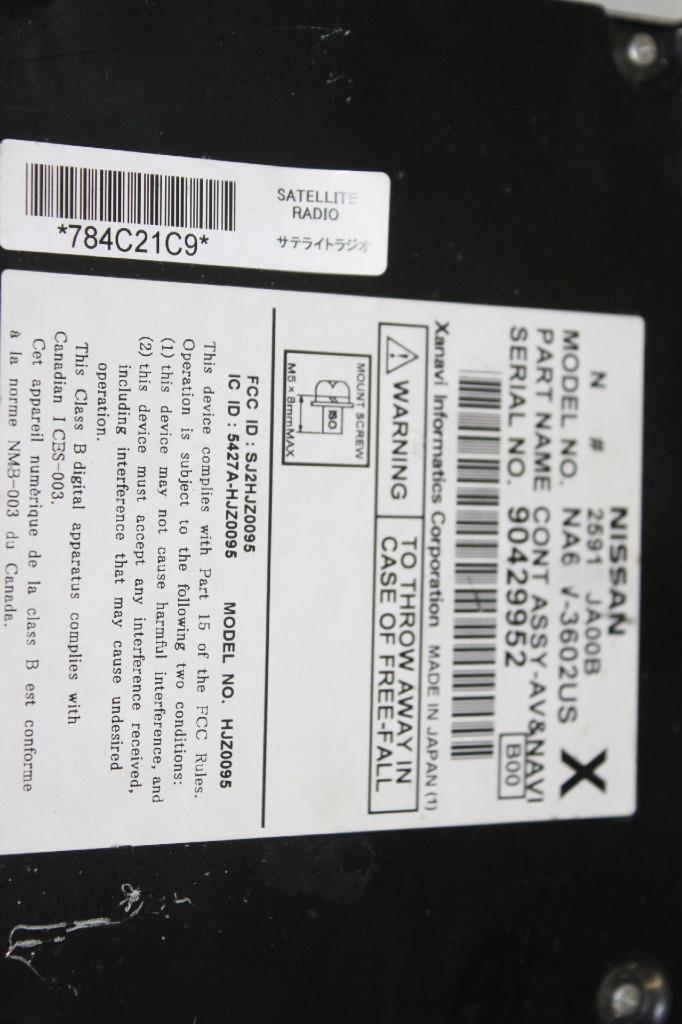 NISSAN
N # 2591 JA00B
MODEL NO. NA6 V-3602US X
PART NAME CONT ASSY-AV&NAVI
SERIAL NO. 90429952 B00
Xanavi Informatics Corporation MADE IN JAPAN (1)
WARNING TO THROW AWAY IN
CASE OF FREE-FALL
MOUNT SCREW
ISO
M5 x 8mmMAX
FCC ID : SJ2HJZ0095 MODEL NO. HJZ0095
IC ID : 5427A-HJZ0095
This device complies with Part 15 of the FCC Rules.
Operation is subject to the following two conditions:
(1) this device may not cause harmful interference, and
(2) this device must accept any interference received,
including interference that may cause undesired
operation.
This Class B digital apparatus complies with
Canadian ICES-003.
Cet appareil numérique de la class B est conforme
à la norme NMB-003 du Canada.
SATELLITE
RADIO
サテライトラジオ
*784C21C9*